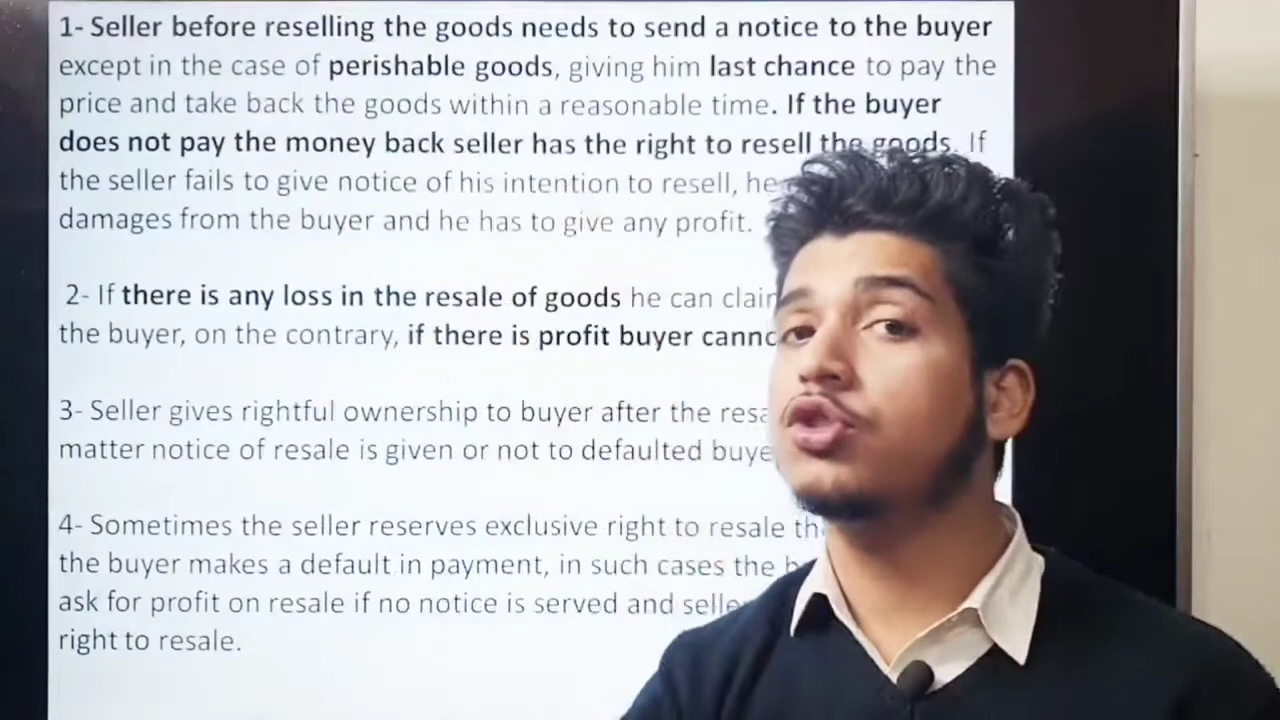 1- Seller before reselling the goods needs to send a notice to the buyer
except in the case of perishable goods, giving him last chance to pay the
price and take back the goods within a reasonable time. If the buyer
does not pay the money back seller has the right to resell the goods. If
the seller fails to give notice of his intention to resell, he
damages from the buyer and he has to give any profit.
2- If there is any loss in the resale of goods he can
the buyer, on the contrary, if there is profit buyer
3- Seller gives rightful ownership to buyer after the
matter notice of resale is given or not to defaulted
4- Sometimes the seller reserves exclusive right to resale
the buyer makes a default in payment, in such cases the
ask for profit on resale if no notice is served and
right to resale.